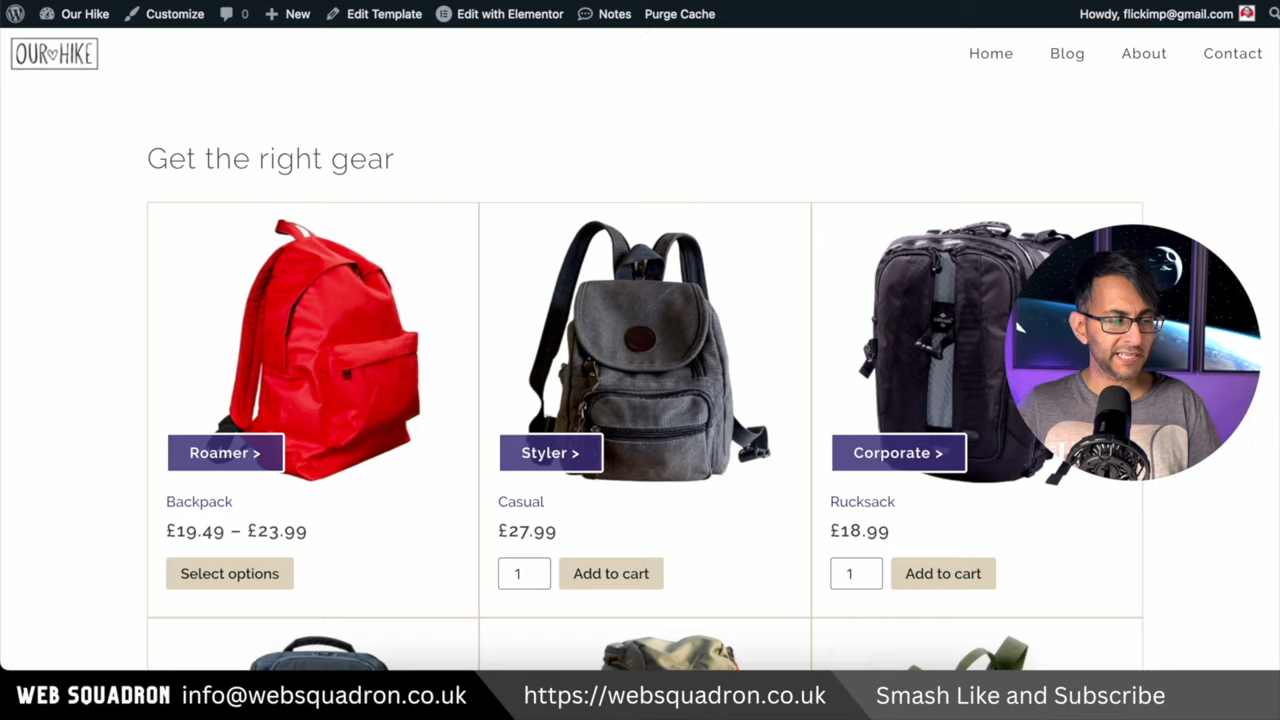 Our Hike
Customize
0
New
Edit Template
Edit with Elementor
Notes
Purge Cache
Howdy, flickimp@gmail.com
OUR HIKE
Home
Blog
About
Contact
Get the right gear
Roamer >
Styler >
Corporate >
Backpack
Casual
Rucksack
£19.49 – £23.99
£27.99
£18.99
Select options
1
Add to cart
1
Add to cart
WEB SQUADRON
info@websquadron.co.uk
https://websquadron.co.uk
Smash Like and Subscribe